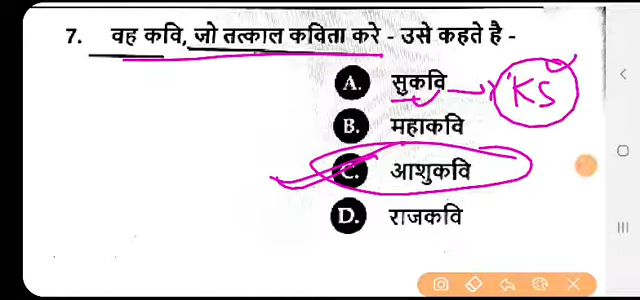 7. वह कवि, जो तत्काल कविता करे - उसे कहते है -
A. सुकवि → KS
B. महाकवि
C. आशुकवि
D. राजकवि